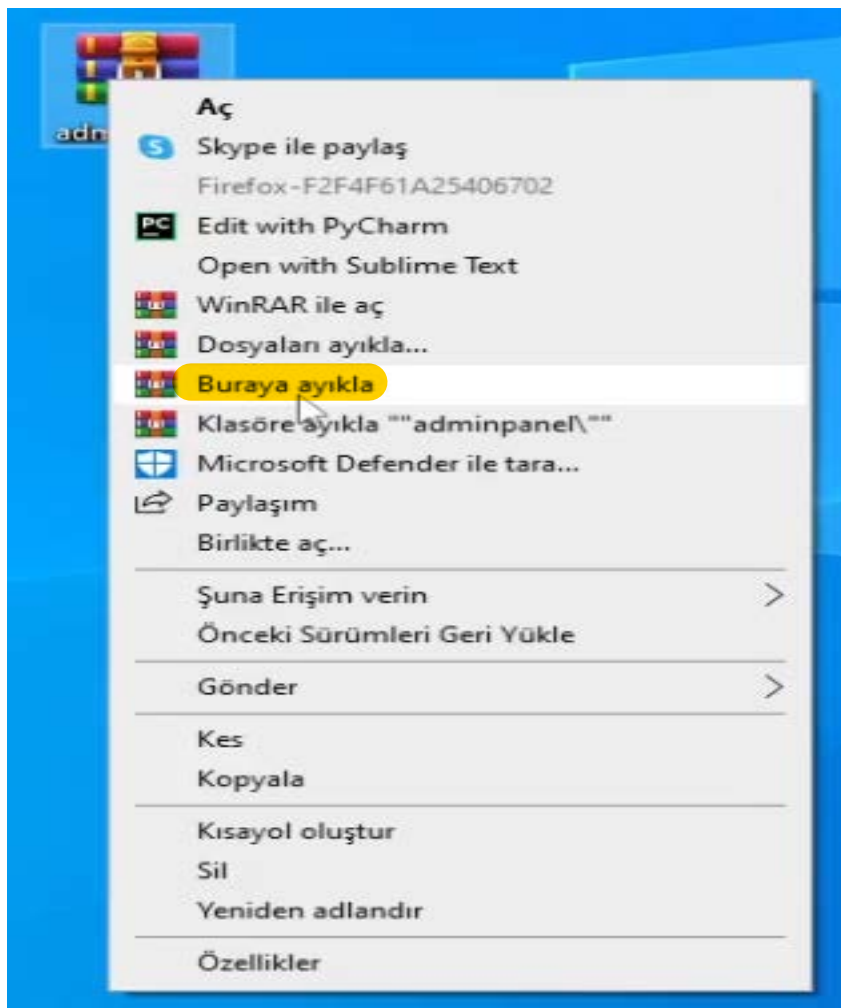 Aç
Skype ile paylaş
Firefox-F2F4F61A25406702
Edit with PyCharm
Open with Sublime Text
WinRAR ile aç
Dosyaları ayıkla...
Buraya ayıkla
Klasöre ayıkla ""adminpanel\""
Microsoft Defender ile tara...
Paylaşım
Birlikte aç...
Şuna Erişim verin
Önceki Sürümleri Geri Yükle
Gönder
Kes
Kopyala
Kısayol oluştur
Sil
Yeniden adlandır
Özellikler